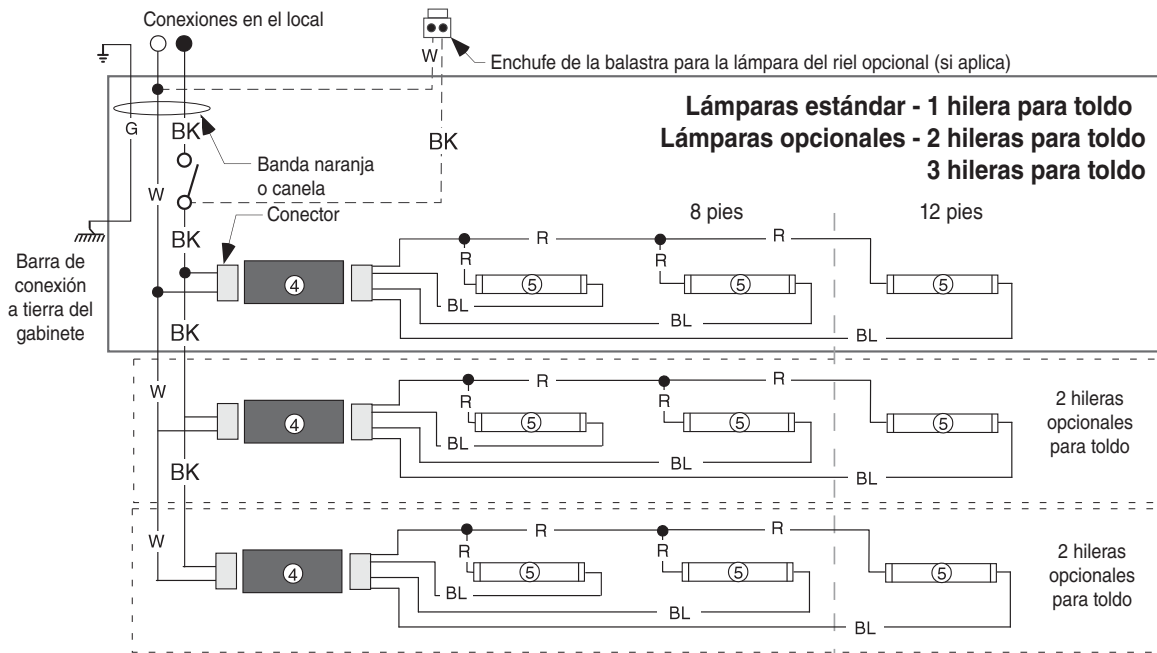 Conexiones en el local
W
Enchufe de la balastra para la lámpara del riel opcional (si aplica)
Lámparas estándar - 1 hilera para toldo
Lámparas opcionales - 2 hileras para toldo
3 hileras para toldo
G
BK
BK
Banda naranja
o canela
W
Conector
8 pies
12 pies
BK
R
R
R
R
Barra de
conexión
a tierra del
gabinete
4
5
5
5
BL
BL
BL
BK
W
R
R
R
R
4
5
5
5
BL
BL
BL
2 hileras
opcionales
para toldo
BK
W
R
R
R
R
4
5
5
5
BL
BL
BL
2 hileras
opcionales
para toldo